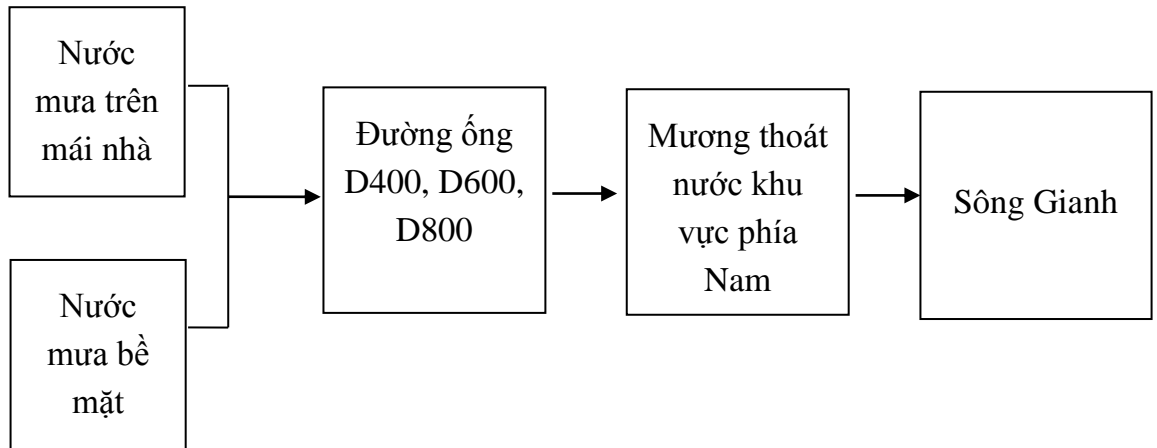 Nước
mưa trên
mái nhà
Nước
mưa bề
mặt
Đường ống
D400, D600,
D800
Mương thoát
nước khu
vực phía
Nam
Sông Gianh